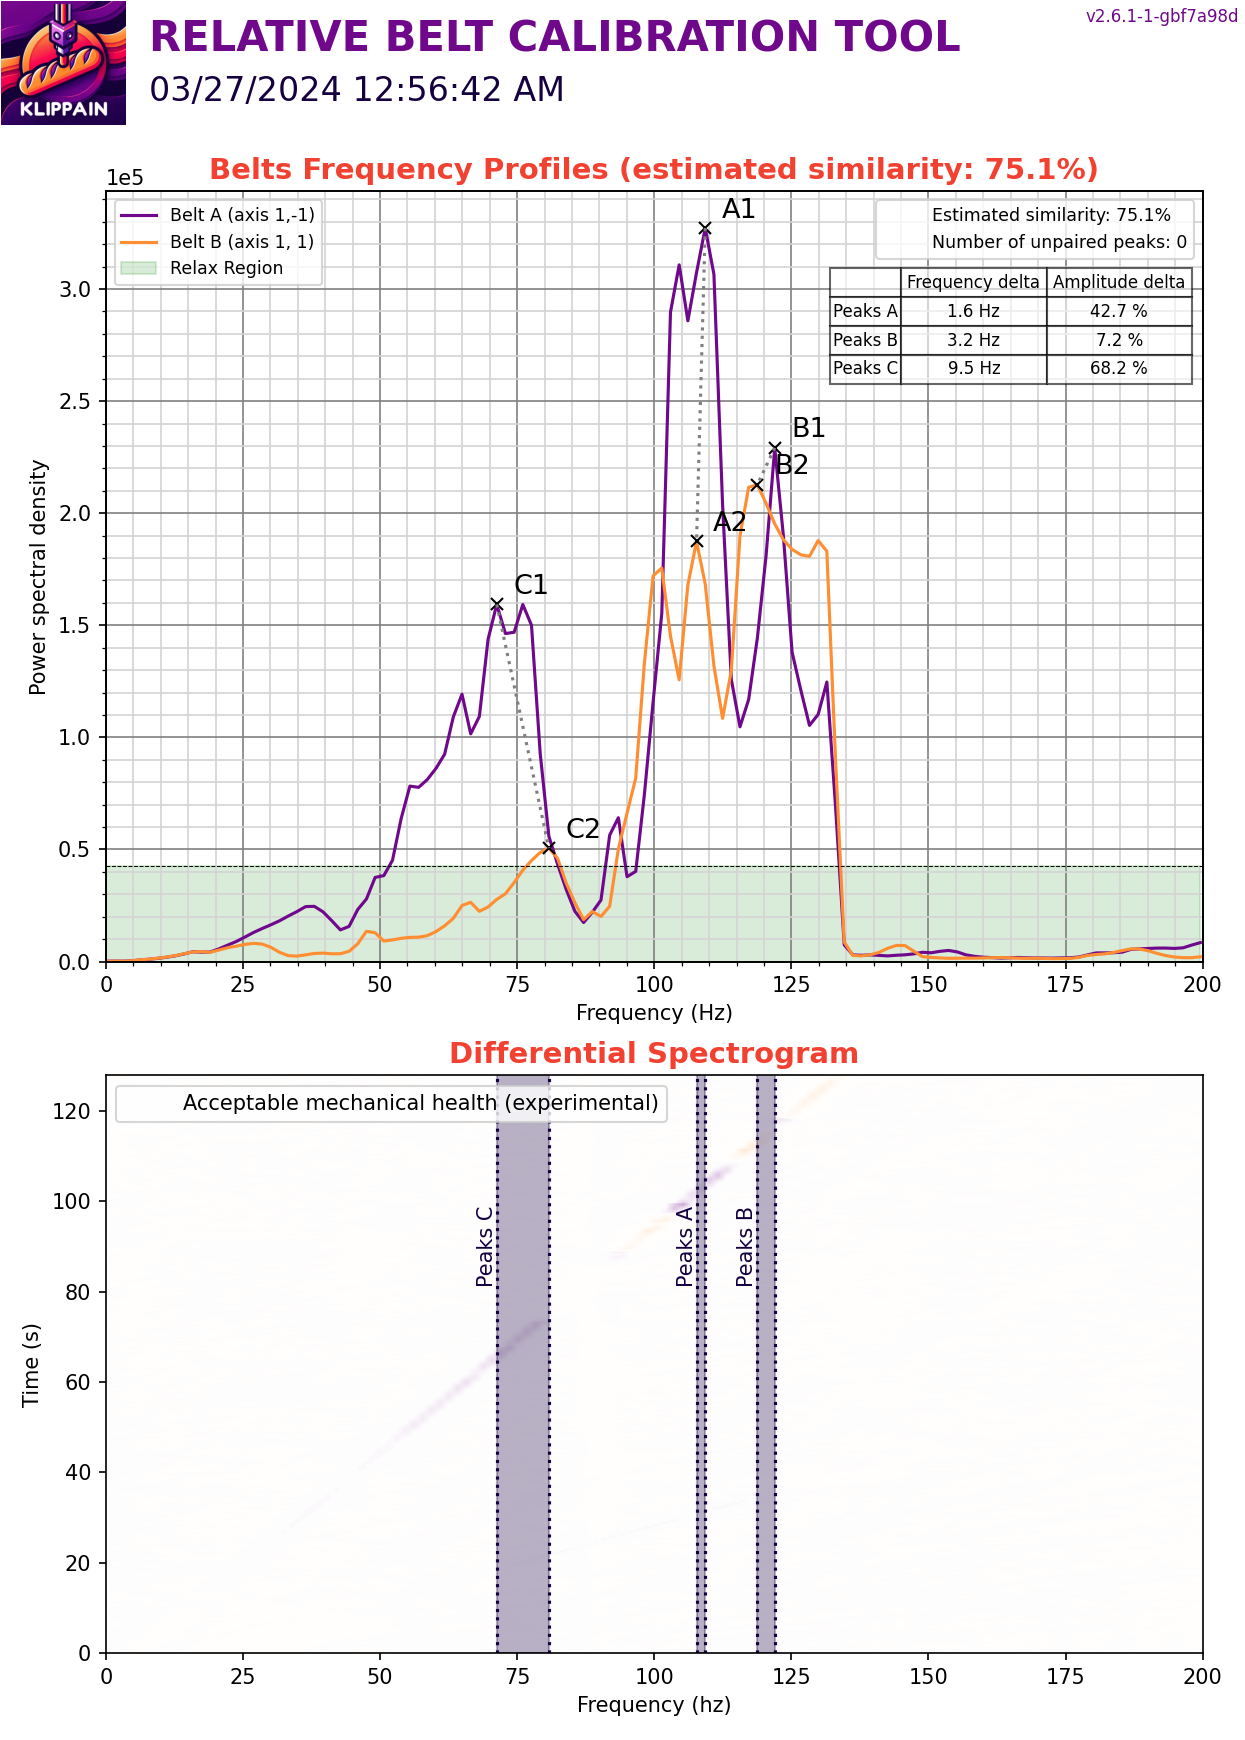 v2.6.1-1-gbf7a98d
RELATIVE BELT CALIBRATION TOOL
03/27/2024 12:56:42 AM
KLIPPAIN
Belts Frequency Profiles (estimated similarity: 75.1%)
1e5
Belt A (axis 1,-1)
Belt B (axis 1, 1)
Relax Region
Estimated similarity: 75.1%
Number of unpaired peaks: 0
Frequency delta Amplitude delta
Peaks A 1.6 Hz 42.7 %
Peaks B 3.2 Hz 7.2 %
Peaks C 9.5 Hz 68.2 %
A1
B1
B2
A2
C1
C2
3.0
2.5
2.0
1.5
1.0
0.5
0.0
Power spectral density
0 25 50 75 100 125 150 175 200
Frequency (Hz)
Differential Spectrogram
Acceptable mechanical health (experimental)
Peaks C
Peaks A
Peaks B
120
100
80
60
40
20
0
Time (s)
0 25 50 75 100 125 150 175 200
Frequency (hz)